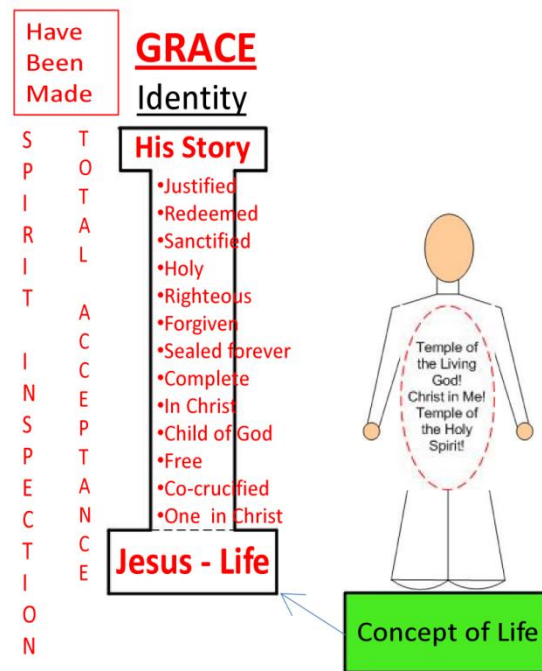 Have
Been
Made
GRACE
Identity
His Story
•Justified
•Redeemed
•Sanctified
•Holy
•Righteous
•Forgiven
•Sealed forever
•Complete
•In Christ
•Child of God
•Free
•Co-crucified
•One in Christ
Jesus - Life
SPIRIT INSPECTION
TOTAL ACCEPTANCE
Temple of
the Living
God!
Christ in Me!
Temple of
the Holy
Spirit!
Concept of Life